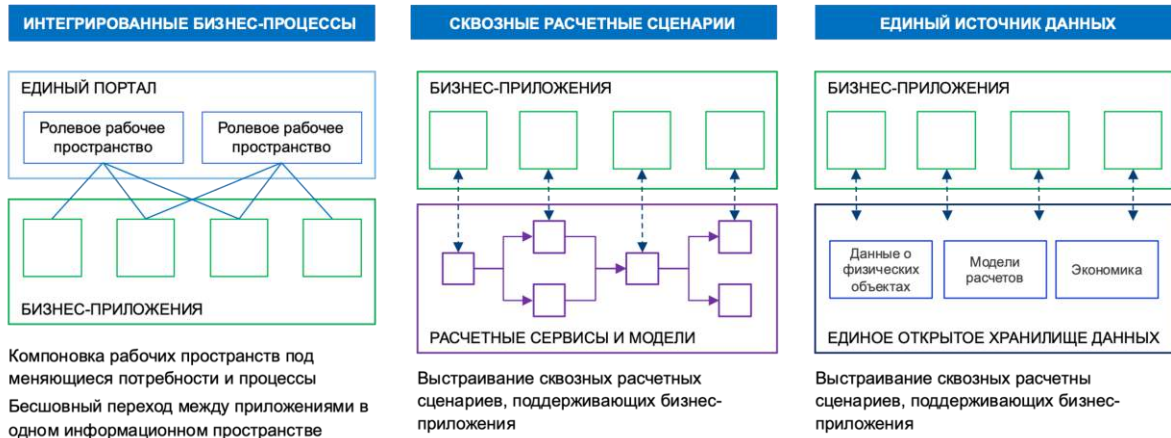 ИНТЕГРИРОВАННЫЕ БИЗНЕС-ПРОЦЕССЫ
ЕДИНЫЙ ПОРТАЛ
Ролевое рабочее
пространство
Ролевое рабочее
пространство
БИЗНЕС-ПРИЛОЖЕНИЯ
Компоновка рабочих пространств под
меняющиеся потребности и процессы
Бесшовный переход между приложениями в
одном информационном пространстве
СКВОЗНЫЕ РАСЧЕТНЫЕ СЦЕНАРИИ
БИЗНЕС-ПРИЛОЖЕНИЯ
РАСЧЕТНЫЕ СЕРВИСЫ И МОДЕЛИ
Выстраивание сквозных расчетных
сценариев, поддерживающих бизнес-
приложения
ЕДИНЫЙ ИСТОЧНИК ДАННЫХ
БИЗНЕС-ПРИЛОЖЕНИЯ
Данные о
физических
объектах
Модели
расчетов
Экономика
ЕДИНОЕ ОТКРЫТОЕ ХРАНИЛИЩЕ ДАННЫХ
Выстраивание сквозных расчетны
сценариев, поддерживающих бизнес-
приложения